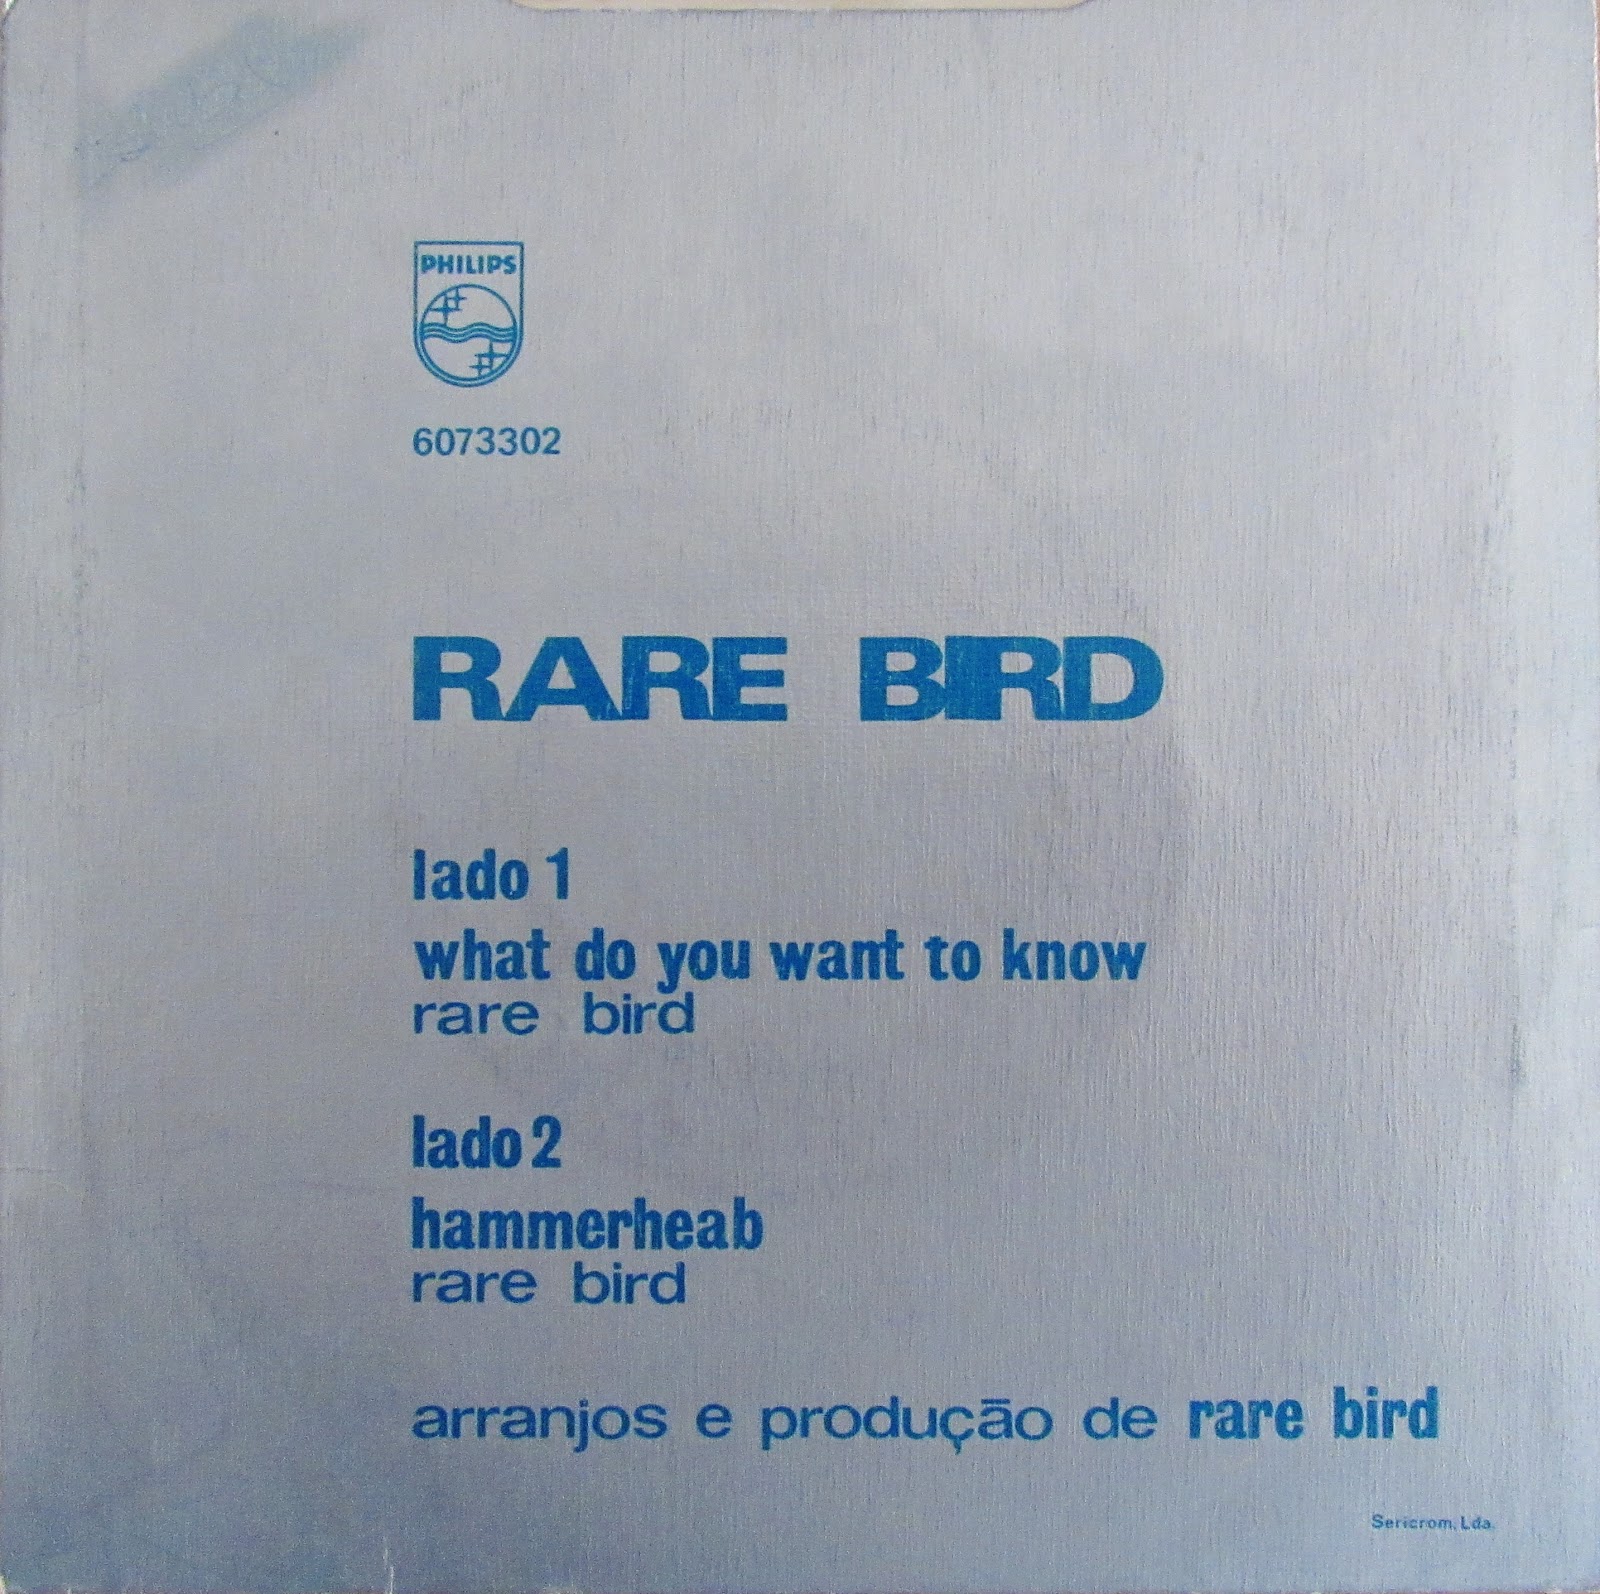 PHILIPS
6073302
RARE BIRD
lado 1
what do you want to know
rare bird
lado 2
hammerheab
rare bird
arranjos e produção de rare bird
Sericrom, Lda.